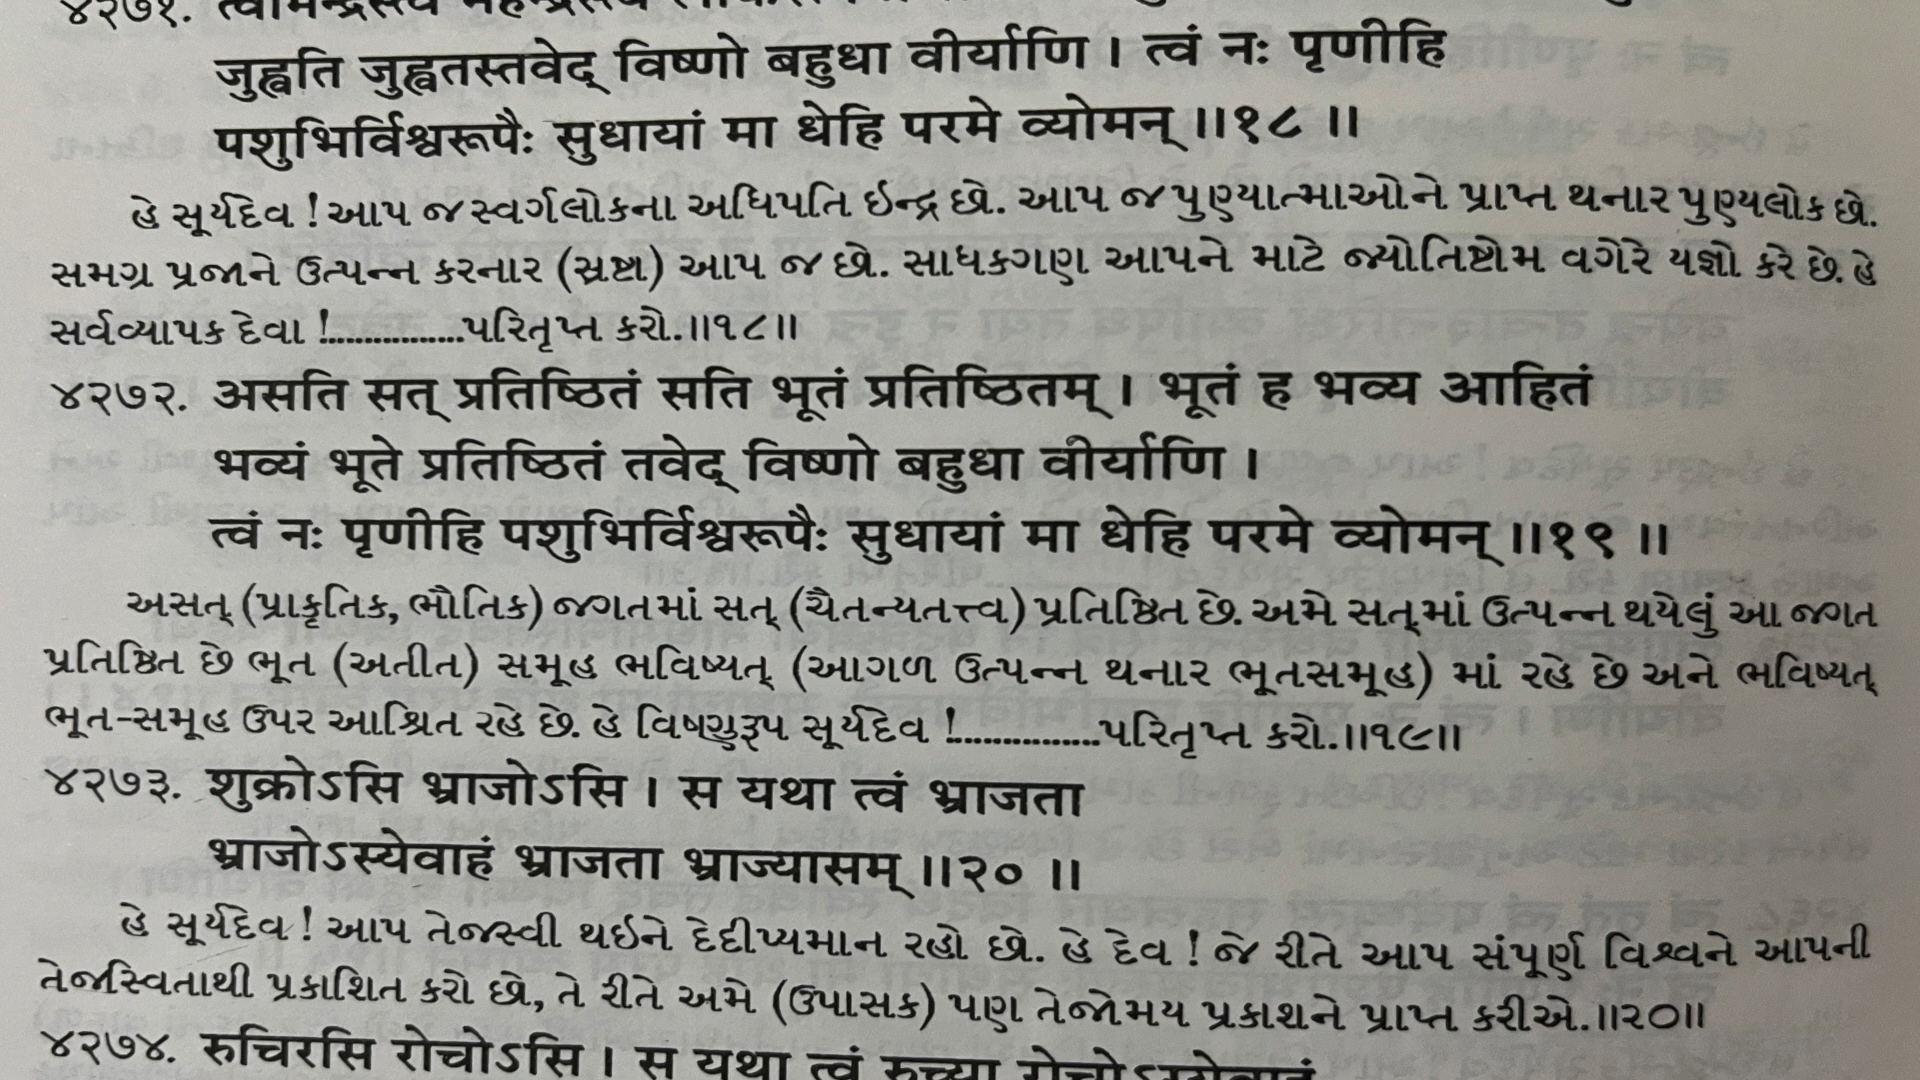 ૪૨૭૧.
जुह्वति जुह्वतस्तवेद् विष्णो बहुधा वीर्याणि । त्वं नः पृणीहि
पशुभिर्विश्वरूपैः सुधायां मा धेहि परमे व्योमन् ॥१८ ॥
હે સૂર્યદેવ ! આપ જ સ્વર્ગલોકના અધિપતિ ઈન્દ્ર છો. આપ જ પુણ્યાત્માઓને પ્રાપ્ત થનાર પુણ્યલોક છો.
સમગ્ર પ્રજાને ઉત્પન્ન કરનાર (સ્રષ્ટા) આપ જ છો. સાધકગણ આપને માટે જ્યોતિષ્ટોમ વગેરે યજ્ઞો કરે છે. હે
સર્વવ્યાપક દેવા !...............પરિતૃપ્ત કરો.॥૧૮॥
૪૨૭૨. असति सत् प्रतिष्ठितं सति भूतं प्रतिष्ठितम् । भूतं ह भव्य आहितं
भव्यं भूते प्रतिष्ठितं तवेद् विष्णो बहुधा वीर्याणि ।
त्वं नः पृणीहि पशुभिर्विश्वरूपैः सुधायां मा धेहि परमे व्योमन् ॥१९ ॥
અસત્ (પ્રાકૃતિક, ભૌતિક) જગતમાં સત્ (ચૈતન્યતત્ત્વ) પ્રતિષ્ઠિત છે. અમે સત્‌માં ઉત્પન્ન થયેલું આ જગત
પ્રતિષ્ઠિત છે ભૂત (અતીત) સમૂહ ભવિષ્યત્ (આગળ ઉત્પન્ન થનાર ભૂતસમૂહ) માં રહે છે અને ભવિષ્યત્
ભૂત-સમૂહ ઉપર આશ્રિત રહે છે. હે વિષ્ણુરૂપ સૂર્યદેવ !...............પરિતૃપ્ત કરો.॥૧૯॥
૪૨૭૩. शुक्रोऽसि भ्राजोऽसि । स यथा त्वं भ्राजता
भ्राजोऽस्येवाहं भ्राजता भ्राज्यासम् ॥२० ॥
હે સૂર્યદેવ ! આપ તેજસ્વી થઇને દેદીપ્યમાન રહો છો. હે દેવ ! જે રીતે આપ સંપૂર્ણ વિશ્વને આપની
તેજસ્વિતાથી પ્રકાશિત કરો છો, તે રીતે અમે (ઉપાસક) પણ તેજોમય પ્રકાશને પ્રાપ્ત કરીએ.॥૨૦॥
૪૨૭૪. रुचिरसि रोचोऽसि । स यथा त्वं रुच्या